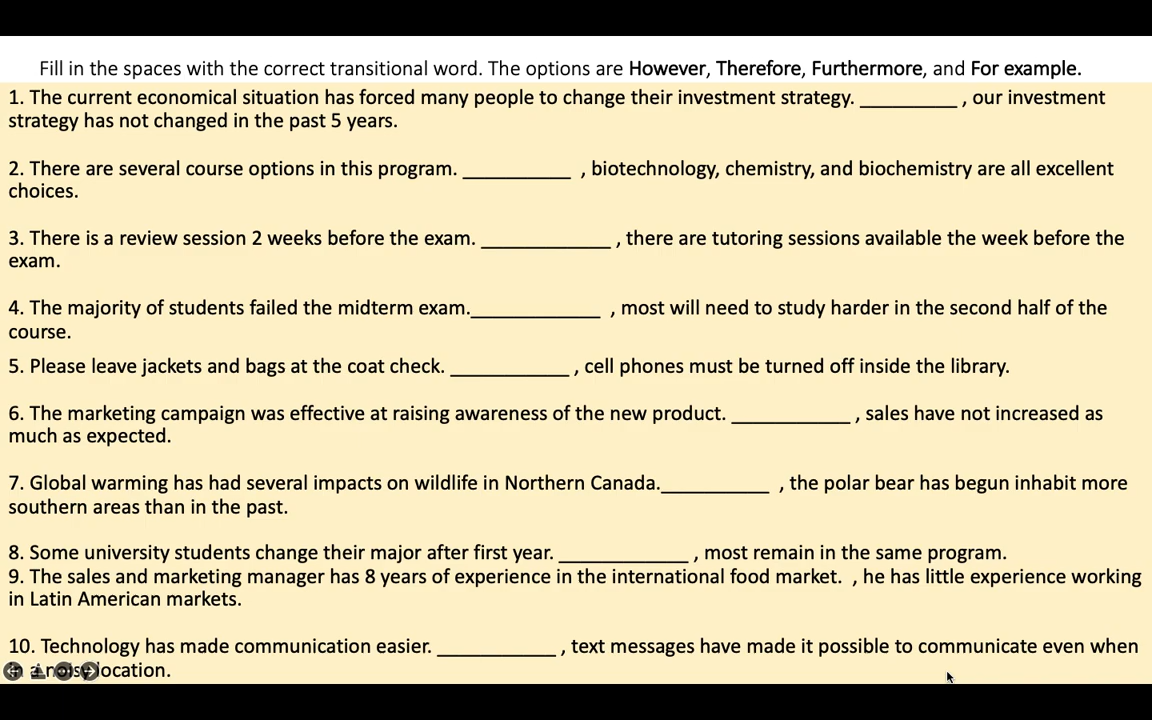 Fill in the spaces with the correct transitional word. The options are However, Therefore, Furthermore, and For example.
1. The current economical situation has forced many people to change their investment strategy. _________ , our investment
strategy has not changed in the past 5 years.
2. There are several course options in this program. __________ , biotechnology, chemistry, and biochemistry are all excellent
choices.
3. There is a review session 2 weeks before the exam. ____________ , there are tutoring sessions available the week before the
exam.
4. The majority of students failed the midterm exam.____________ , most will need to study harder in the second half of the
course.
5. Please leave jackets and bags at the coat check. ___________ , cell phones must be turned off inside the library.
6. The marketing campaign was effective at raising awareness of the new product. ___________ , sales have not increased as
much as expected.
7. Global warming has had several impacts on wildlife in Northern Canada.__________ , the polar bear has begun inhabit more
southern areas than in the past.
8. Some university students change their major after first year. ____________ , most remain in the same program.
9. The sales and marketing manager has 8 years of experience in the international food market. , he has little experience working
in Latin American markets.
10. Technology has made communication easier. ___________ , text messages have made it possible to communicate even when
in a noisy location.